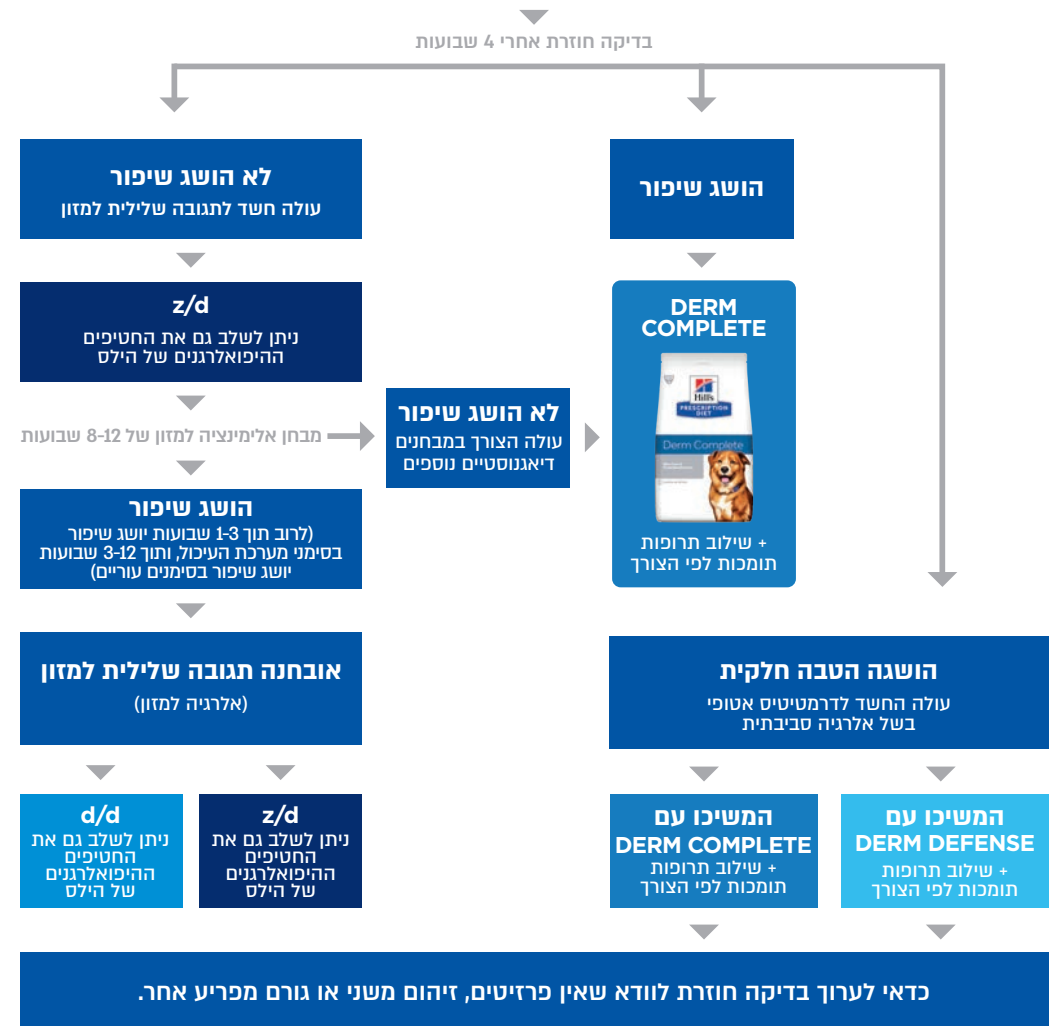 בדיקה חוזרת אחרי 4 שבועות
הושג שיפור
DERM
COMPLETE
Hill's
PRESCRIPTION
DIET
Derm Complete
+ שילוב תרופות
תומכות לפי הצורך
לא הושג שיפור
עולה חשד לתגובה שלילית למזון
z/d
ניתן לשלב גם את החטיפים
ההיפואלרגנים של הילס
מבחן אלימינציה למזון של 8-12 שבועות
לא הושג שיפור
עולה הצורך במבחנים
דיאגנוסטיים נוספים
הושג שיפור
(לרוב תוך 1-3 שבועות יושג שיפור
בסימני מערכת העיכול, ותוך 3-12 שבועות
יושג שיפור בסימנים עוריים)
הושגה הטבה חלקית
עולה החשד לדרמטיטיס אטופי
בשל אלרגיה סביבתית
אובחנה תגובה שלילית למזון
(אלרגיה למזון)
המשיכו עם
DERM DEFENSE
+ שילוב תרופות
תומכות לפי הצורך
המשיכו עם
DERM COMPLETE
+ שילוב תרופות
תומכות לפי הצורך
z/d
ניתן לשלב גם את
החטיפים
ההיפואלרגנים
של הילס
d/d
ניתן לשלב גם את
החטיפים
ההיפואלרגנים
של הילס
כדאי לערוך בדיקה חוזרת לוודא שאין פרזיטים, זיהום משני או גורם מפריע אחר.